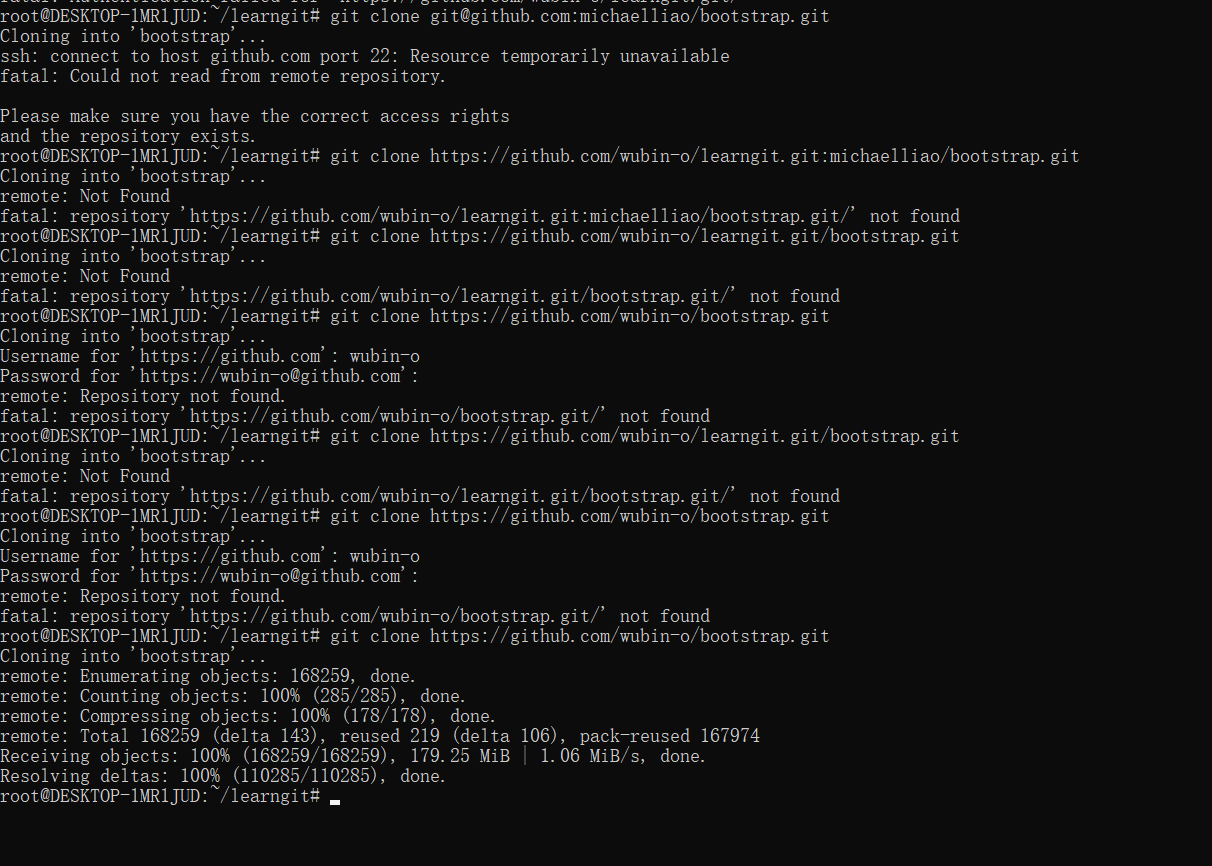 fatal: Authentication failed for 'https://github.com/wubin-o/learngit.git/'
root@DESKTOP-1MR1JUD:~/learngit# git clone git@github.com:michaelliao/bootstrap.git
Cloning into 'bootstrap'...
ssh: connect to host github.com port 22: Resource temporarily unavailable
fatal: Could not read from remote repository.

Please make sure you have the correct access rights
and the repository exists.
root@DESKTOP-1MR1JUD:~/learngit# git clone https://github.com/wubin-o/learngit.git:michaelliao/bootstrap.git
Cloning into 'bootstrap'...
remote: Not Found
fatal: repository 'https://github.com/wubin-o/learngit.git:michaelliao/bootstrap.git/' not found
root@DESKTOP-1MR1JUD:~/learngit# git clone https://github.com/wubin-o/learngit.git/bootstrap.git
Cloning into 'bootstrap'...
remote: Not Found
fatal: repository 'https://github.com/wubin-o/learngit.git/bootstrap.git/' not found
root@DESKTOP-1MR1JUD:~/learngit# git clone https://github.com/wubin-o/bootstrap.git
Cloning into 'bootstrap'...
Username for 'https://github.com': wubin-o
Password for 'https://wubin-o@github.com':
remote: Repository not found.
fatal: repository 'https://github.com/wubin-o/bootstrap.git/' not found
root@DESKTOP-1MR1JUD:~/learngit# git clone https://github.com/wubin-o/learngit.git/bootstrap.git
Cloning into 'bootstrap'...
remote: Not Found
fatal: repository 'https://github.com/wubin-o/learngit.git/bootstrap.git/' not found
root@DESKTOP-1MR1JUD:~/learngit# git clone https://github.com/wubin-o/bootstrap.git
Cloning into 'bootstrap'...
Username for 'https://github.com': wubin-o
Password for 'https://wubin-o@github.com':
remote: Repository not found.
fatal: repository 'https://github.com/wubin-o/bootstrap.git/' not found
root@DESKTOP-1MR1JUD:~/learngit# git clone https://github.com/wubin-o/bootstrap.git
Cloning into 'bootstrap'...
remote: Enumerating objects: 168259, done.
remote: Counting objects: 100% (285/285), done.
remote: Compressing objects: 100% (178/178), done.
remote: Total 168259 (delta 143), reused 219 (delta 106), pack-reused 167974
Receiving objects: 100% (168259/168259), 179.25 MiB | 1.06 MiB/s, done.
Resolving deltas: 100% (110285/110285), done.
root@DESKTOP-1MR1JUD:~/learngit#